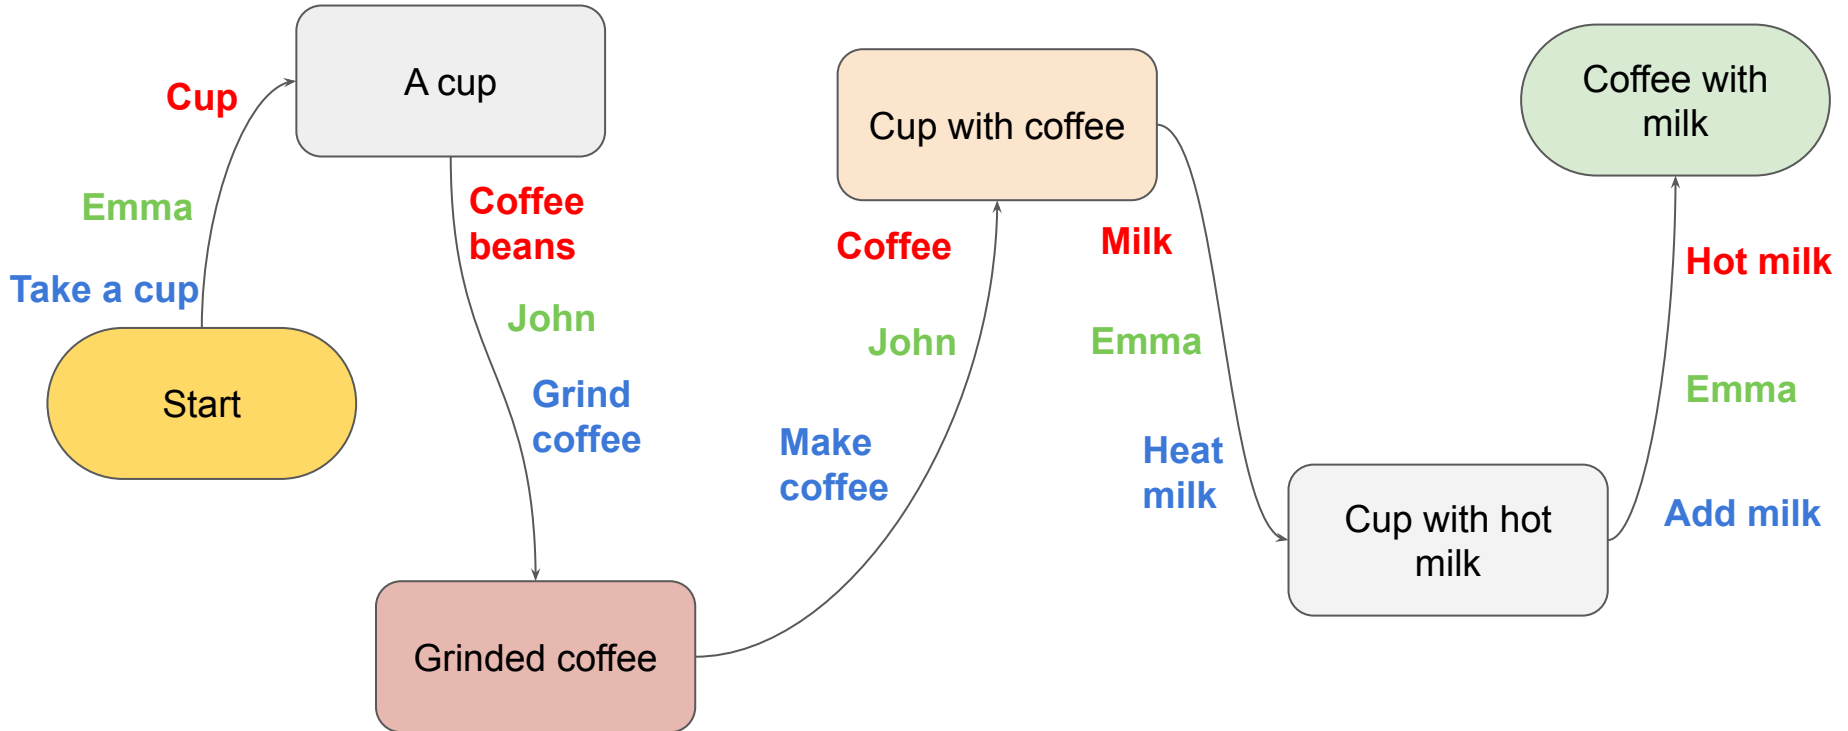 Start
Take a cup
Emma
Cup
A cup
Coffee
beans
John
Grind
coffee
Grinded coffee
Make
coffee
John
Coffee
Cup with coffee
Milk
Emma
Heat
milk
Cup with hot
milk
Add milk
Emma
Hot milk
Coffee with
milk